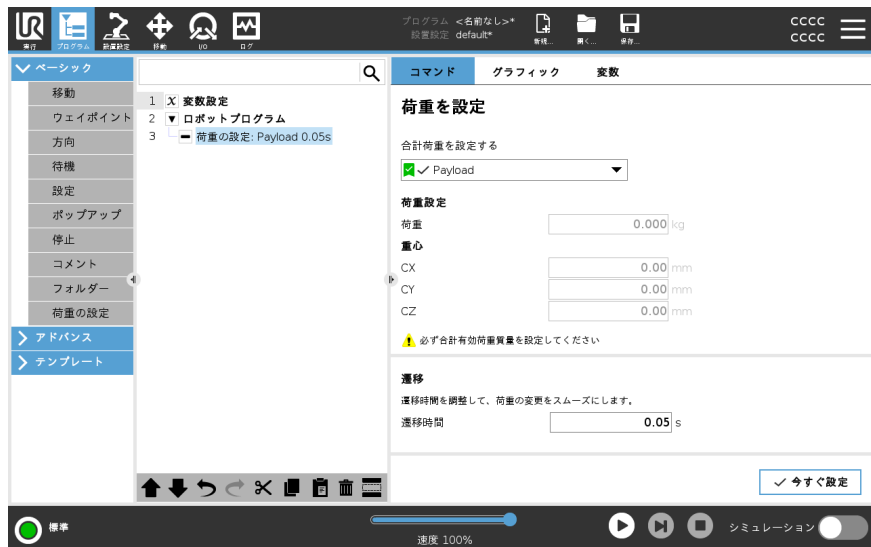 UR
実行
プログラム
設置設定
移動
I/O
ログ
プログラム <名前なし>*
設置設定 default*
新規...
開く...
保存...
CCCC
CCCC
ベーシック
移動
ウェイポイント
方向
待機
設定
ポップアップ
停止
コメント
フォルダー
荷重の設定
アドバンス
テンプレート
1 X 変数設定
2 ロボットプログラム
3 荷重の設定: Payload 0.05s
コマンド グラフィック 変数
荷重を設定
合計荷重を設定する
Payload
荷重設定
荷重 0.000 kg
重心
CX 0.00 mm
CY 0.00 mm
CZ 0.00 mm
必ず合計有効荷重質量を設定してください
遷移
遷移時間を調整して、荷重の変更をスムーズにします。
遷移時間 0.05 s
今すぐ設定
標準
速度 100%
シミュレーション